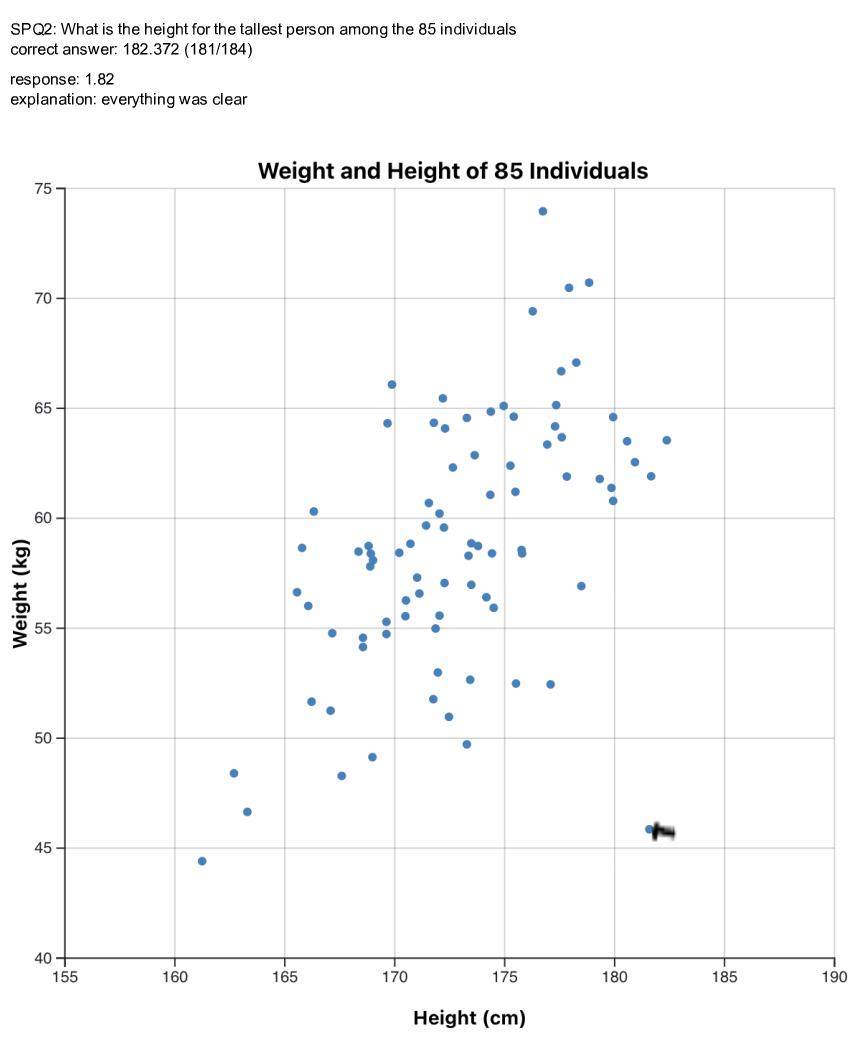 SPQ2: What is the height for the tallest person among the 85 individuals
correct answer: 182.372 (181/184)
response: 1.82
explanation: everything was clear
Weight and Height of 85 Individuals
75
70
65
60
55
50
45
40
Weight (kg)
155 160 165 170 175 180 185 190
Height (cm)